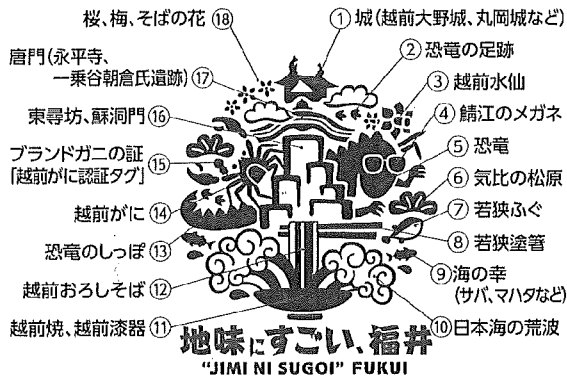 桜、梅、そばの花 ⑱
① 城(越前大野城、丸岡城など)
② 恐竜の足跡
唐門(永平寺、
一乗谷朝倉氏遺跡) ⑰
③ 越前水仙
④ 鯖江のメガネ
東尋坊、蘇洞門 ⑯
⑤ 恐竜
ブランドガニの証
「越前がに認証タグ」 ⑮
⑥ 気比の松原
越前がに ⑭
⑦ 若狭ふぐ
⑧ 若狭塗箸
恐竜のしっぽ ⑬
⑨ 海の幸
(サバ、マハタなど)
越前おろしそば ⑫
越前焼、越前漆器 ⑪
⑩ 日本海の荒波
地味にすごい、福井
"JIMI NI SUGOI" FUKUI